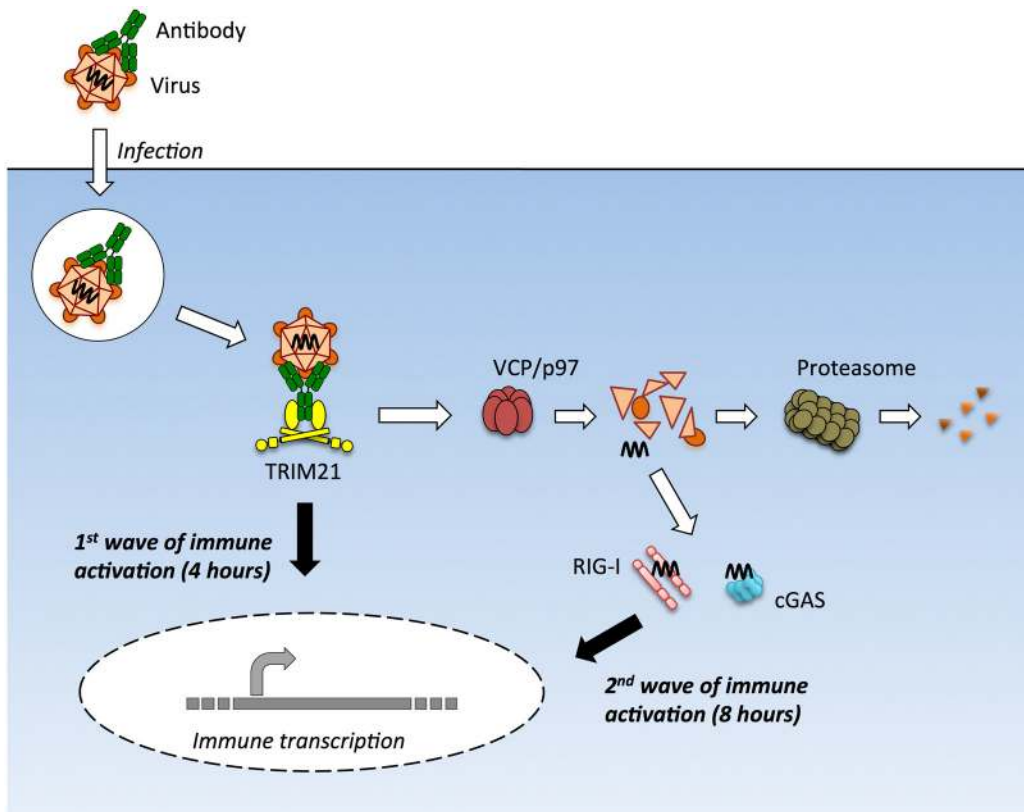 Antibody
Virus
Infection
VCP/p97
Proteasome
TRIM21
1st wave of immune
activation (4 hours)
RIG-I
cGAS
2nd wave of immune
activation (8 hours)
Immune transcription